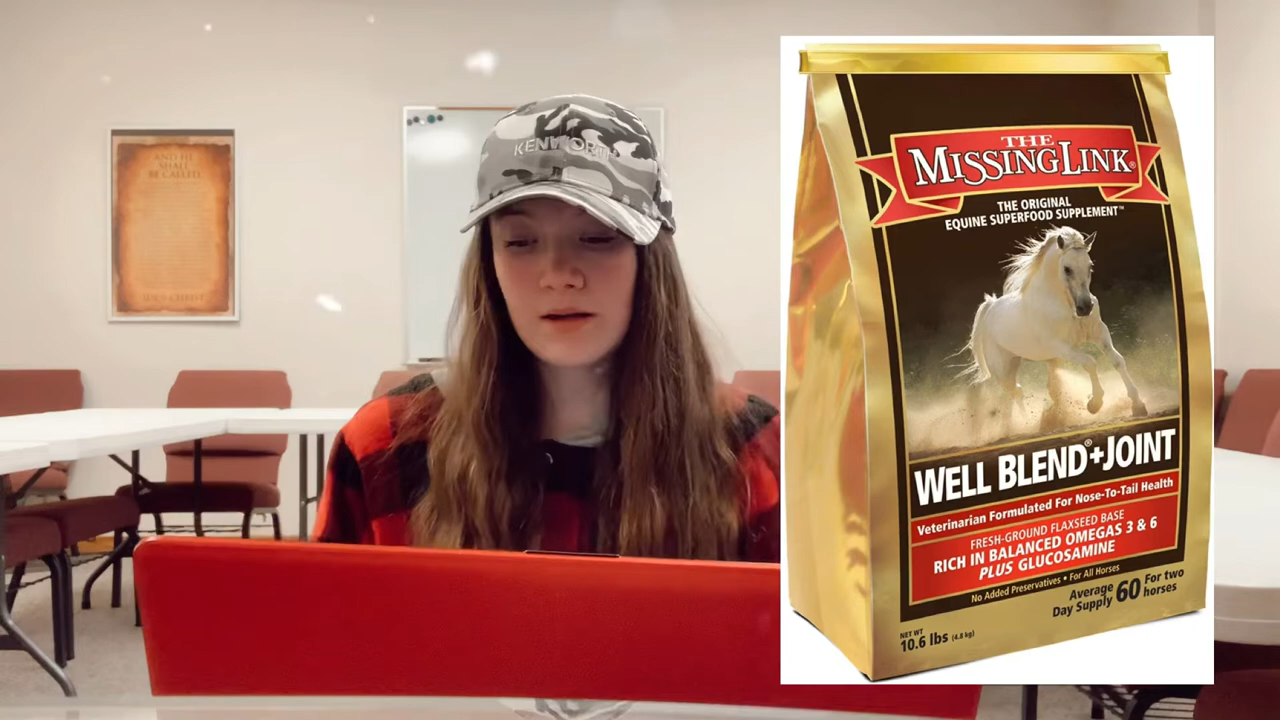 AND HE
SHALL
BE CALLED
JESUS CHRIST
KENWORTH
THE
MISSING LINK®
THE ORIGINAL
EQUINE SUPERFOOD SUPPLEMENT™
WELL BLEND®+JOINT
Veterinarian Formulated For Nose-To-Tail Health
FRESH-GROUND FLAXSEED BASE
RICH IN BALANCED OMEGAS 3 & 6
PLUS GLUCOSAMINE
No Added Preservatives • For All Horses
Average Day Supply 60 For two horses
NET WT
10.6 lbs (4.8 kg)